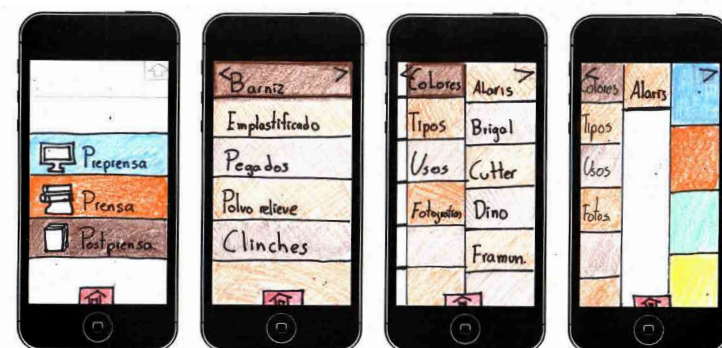 Preprensa
Prensa
Postprensa
< Barniz >
Emplastificado
Pegados
Polvo relieve
Clinches
< Colores
Tipos
Usos
Fotografías
Alaris >
Brigal
Cutter
Dino
Framun.
< Colores
Tipos
Usos
Fotos
Alaris
>